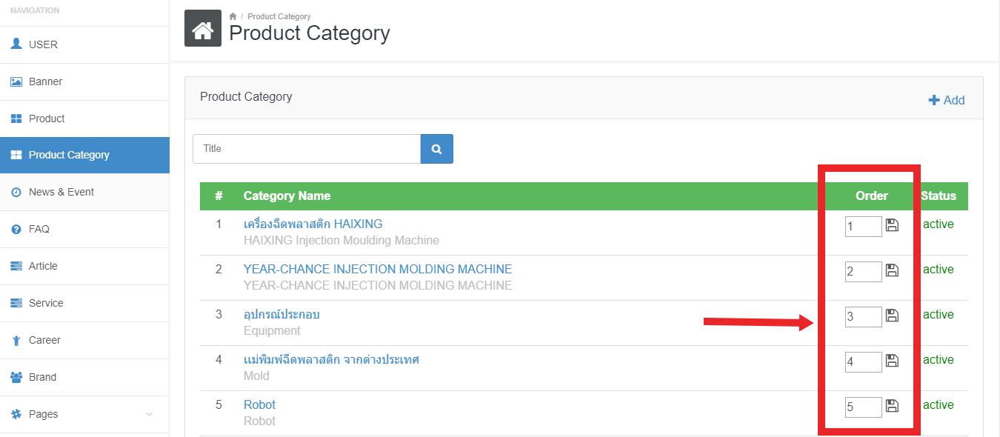 NAVIGATION
USER
Banner
Product
Product Category
News & Event
FAQ
Article
Service
Career
Brand
Pages
/ Product Category
Product Category
Product Category
Add
Title
# Category Name Order Status
1 เครื่องฉีดพลาสติก HAIXING 1 active
HAIXING Injection Moulding Machine
2 YEAR-CHANCE INJECTION MOLDING MACHINE 2 active
YEAR-CHANCE INJECTION MOLDING MACHINE
3 อุปกรณ์ประกอบ 3 active
Equipment
4 แม่พิมพ์ฉีดพลาสติก จากต่างประเทศ 4 active
Mold
5 Robot 5 active
Robot